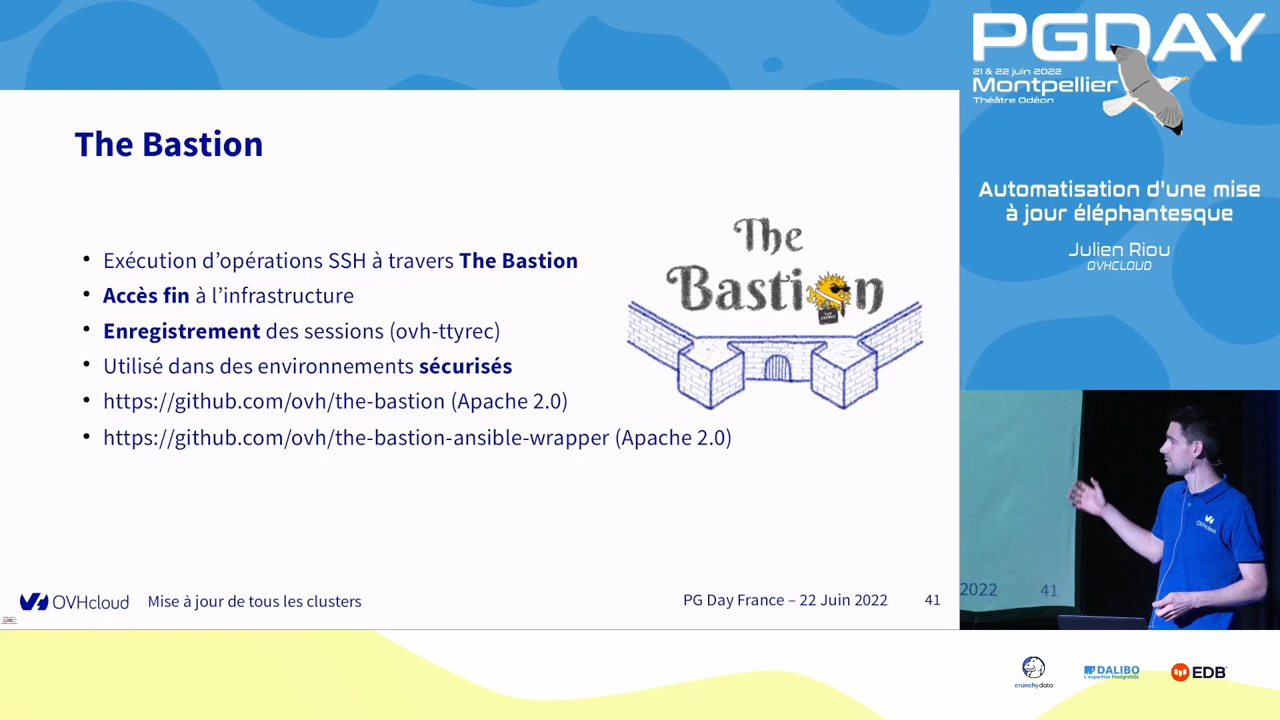 The Bastion
• Exécution d’opérations SSH à travers The Bastion
• Accès fin à l’infrastructure
• Enregistrement des sessions (ovh-ttyrec)
• Utilisé dans des environnements sécurisés
• https://github.com/ovh/the-bastion (Apache 2.0)
• https://github.com/ovh/the-bastion-ansible-wrapper (Apache 2.0)
The
Bastion
OVHcloud
Mise à jour de tous les clusters
PG Day France – 22 Juin 2022
41
PGDAY
21 & 22 juin 2022
Montpellier
Théâtre Odéon
Automatisation d'une mise
à jour éléphantesque
Julien Riou
OVHCLOUD
OVHcloud
2022 41
crunchydata
DALIBO
L'expertise PostgreSQL
EDB